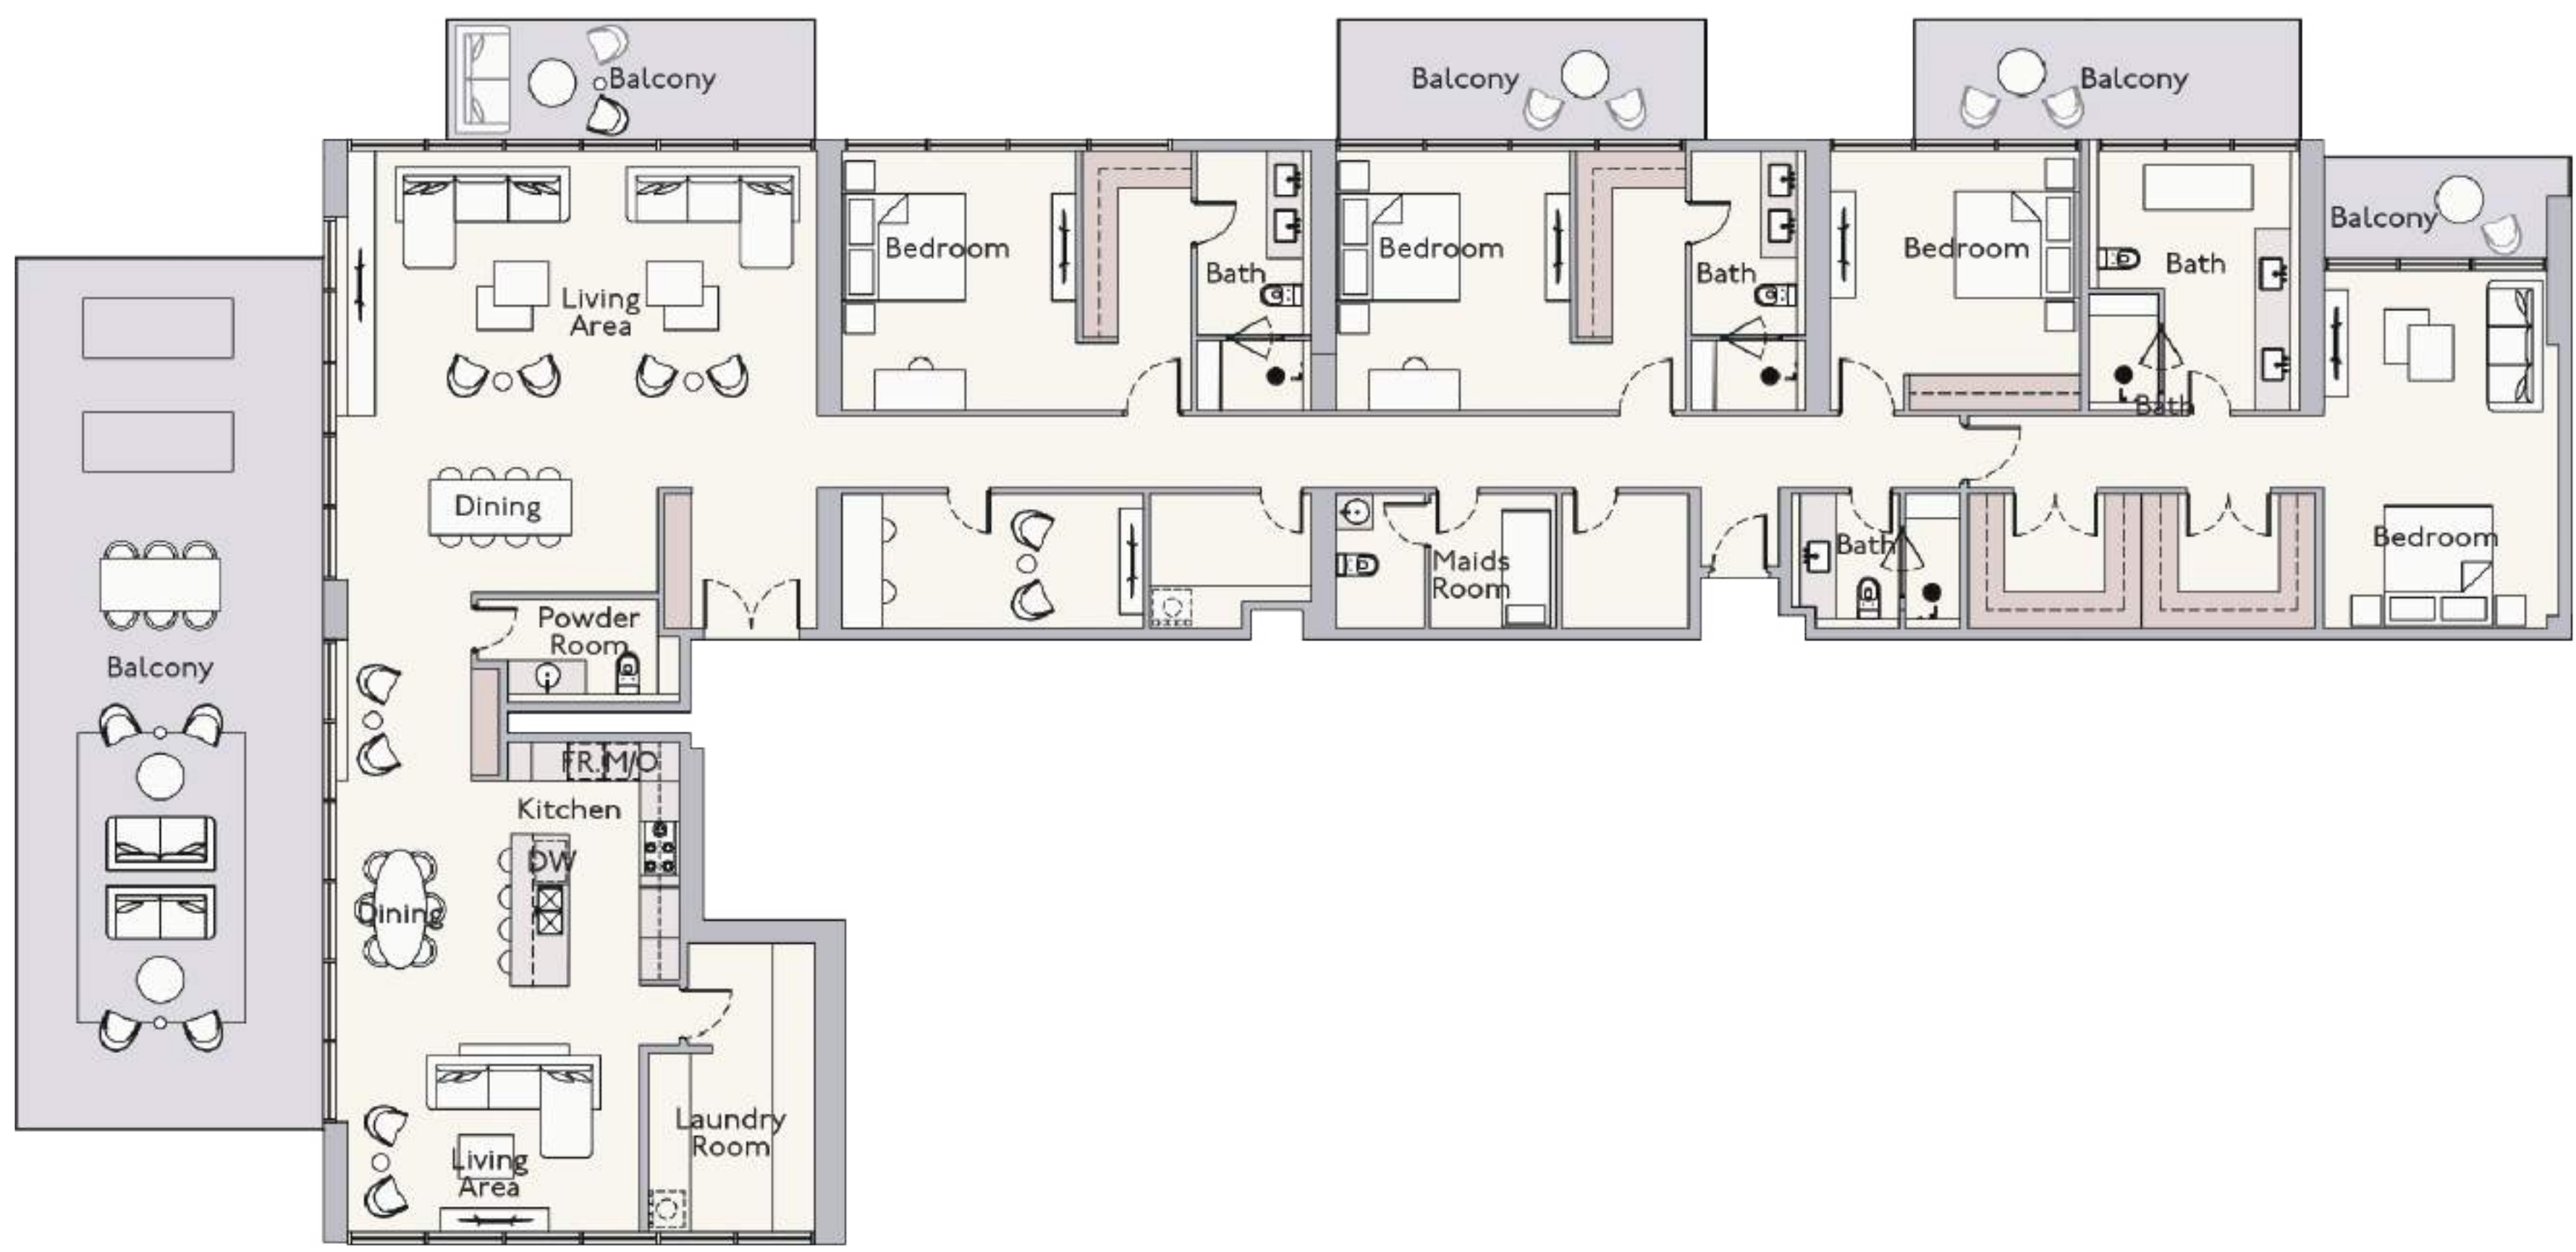 Balcony
Balcony
Balcony
Balcony
Bedroom
Bath
Bedroom
Bath
Bedroom
Bath
Bath
Living
Area
Dining
Bath
Bedroom
Maids
Room
Powder
Room
Balcony
FR.M/O
Kitchen
DW
Dining
Laundry
Room
Living
Area